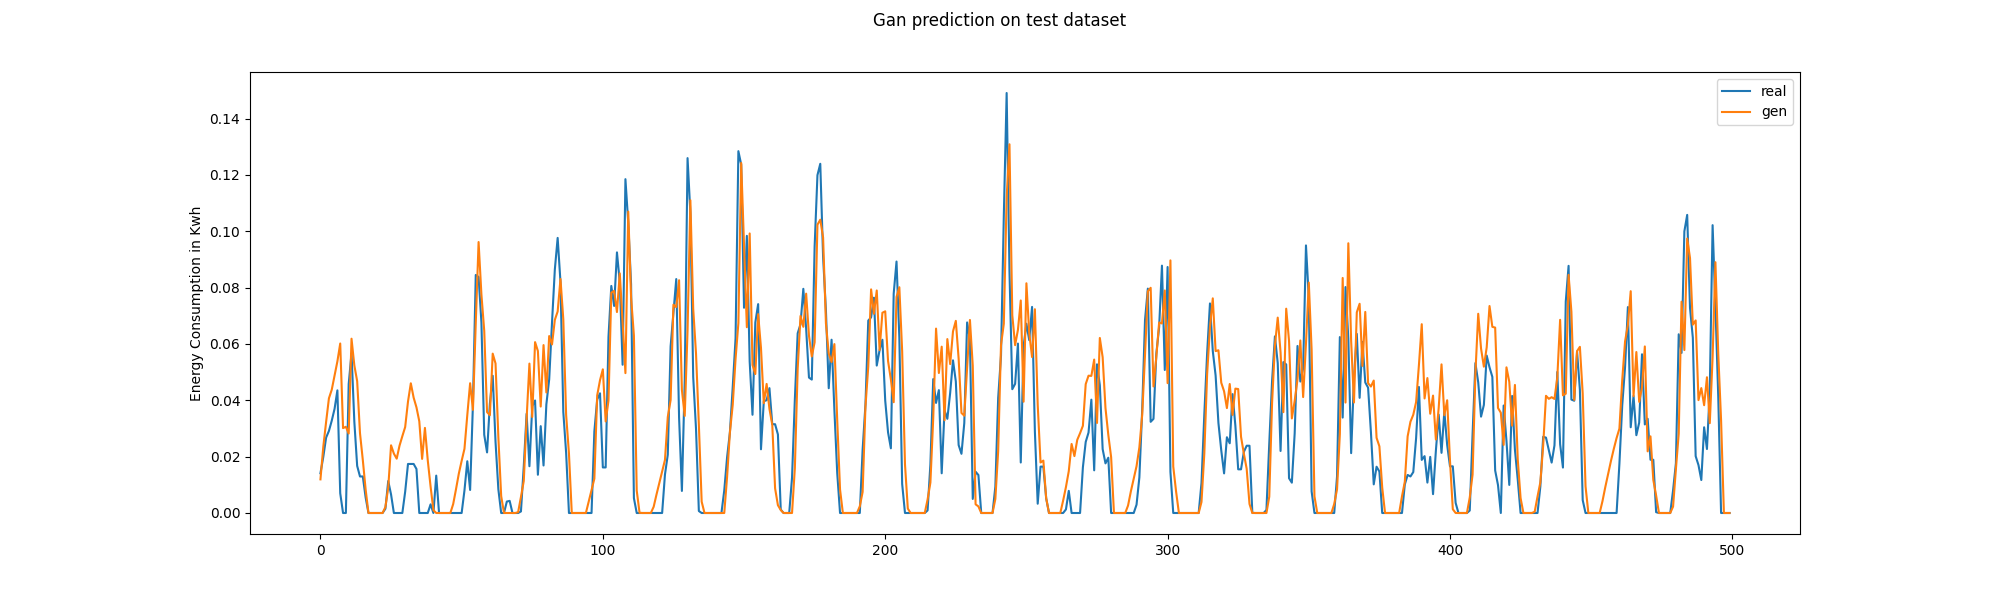 Gan prediction on test dataset
real
gen
Energy Consumption in Kwh
0.14
0.12
0.10
0.08
0.06
0.04
0.02
0.00
0 100 200 300 400 500